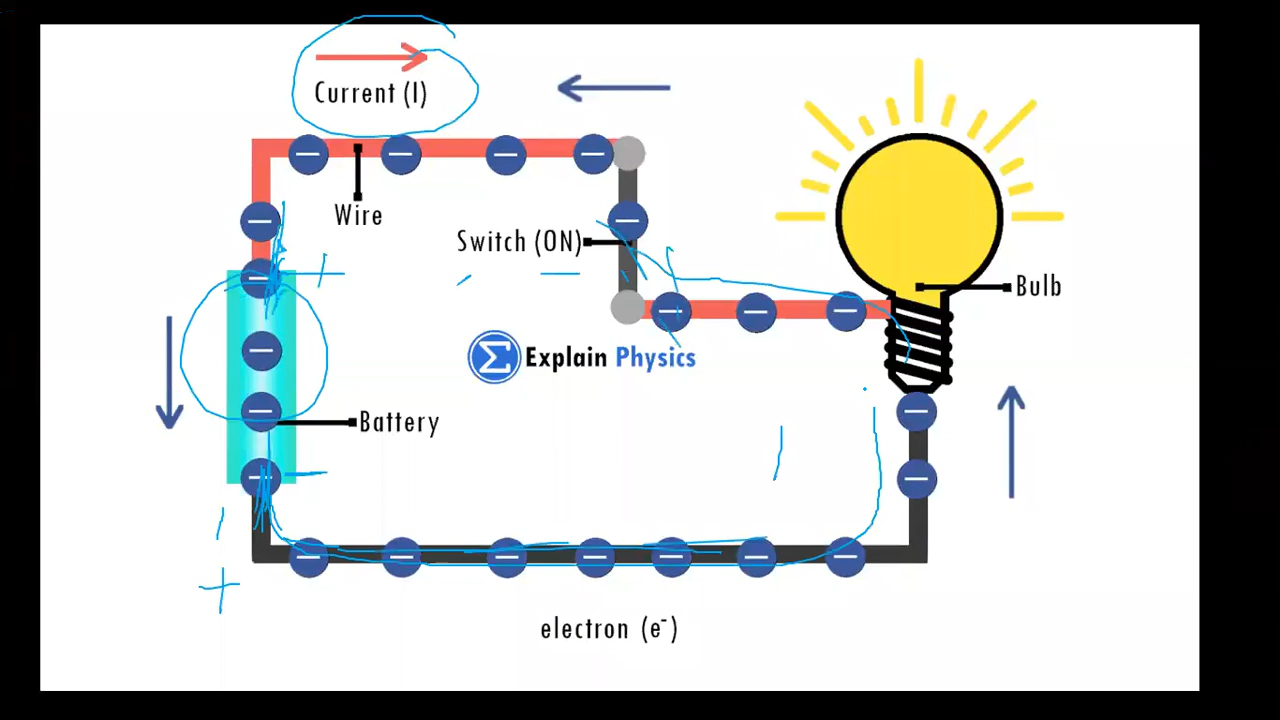 Current (I)
Wire
Switch (ON)
Bulb
Explain Physics
Battery
electron (e⁻)